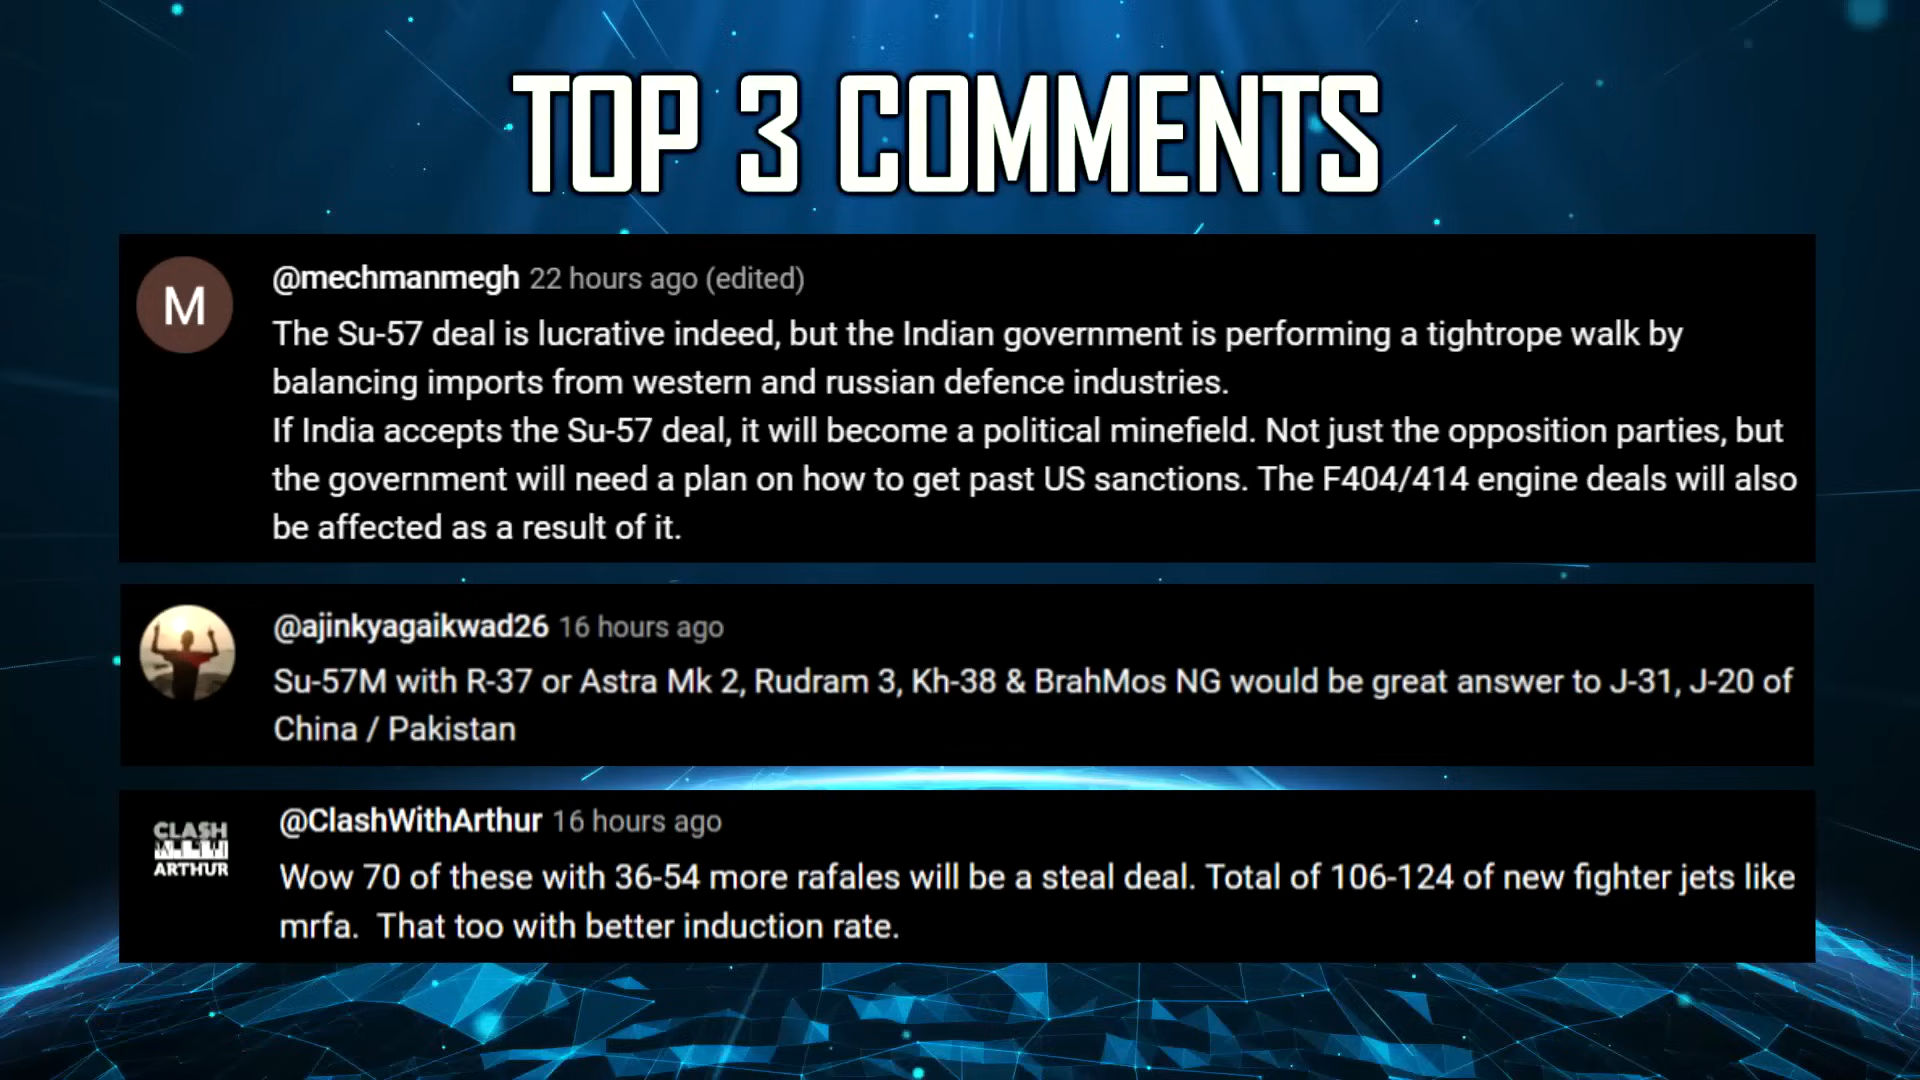 TOP 3 COMMENTS
M
@mechmanmegh 22 hours ago (edited)
The Su-57 deal is lucrative indeed, but the Indian government is performing a tightrope walk by
balancing imports from western and russian defence industries.
If India accepts the Su-57 deal, it will become a political minefield. Not just the opposition parties, but
the government will need a plan on how to get past US sanctions. The F404/414 engine deals will also
be affected as a result of it.
@ajinkyagaikwad26 16 hours ago
Su-57M with R-37 or Astra Mk 2, Rudram 3, Kh-38 & BrahMos NG would be great answer to J-31, J-20 of
China / Pakistan
CLASH
WITH
ARTHUR
@ClashWithArthur 16 hours ago
Wow 70 of these with 36-54 more rafales will be a steal deal. Total of 106-124 of new fighter jets like
mrfa.  That too with better induction rate.